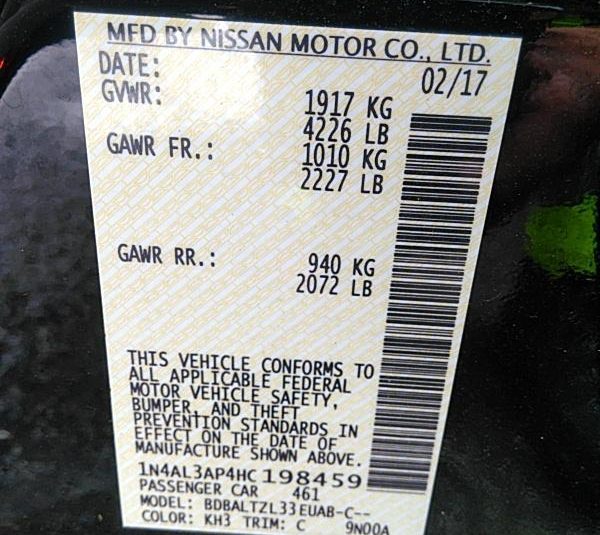 MFD BY NISSAN MOTOR CO., LTD.
DATE: 02/17
GVWR: 1917 KG
4226 LB
GAWR FR.: 1010 KG
2227 LB
GAWR RR.: 940 KG
2072 LB
THIS VEHICLE CONFORMS TO
ALL APPLICABLE FEDERAL
MOTOR VEHICLE SAFETY,
BUMPER, AND THEFT
PREVENTION STANDARDS IN
EFFECT ON THE DATE OF
MANUFACTURE SHOWN ABOVE.
1N4AL3AP4HC198459
PASSENGER CAR 461
MODEL: BDBALTZL33EUAB-C--
COLOR: KH3 TRIM: C 9N00A